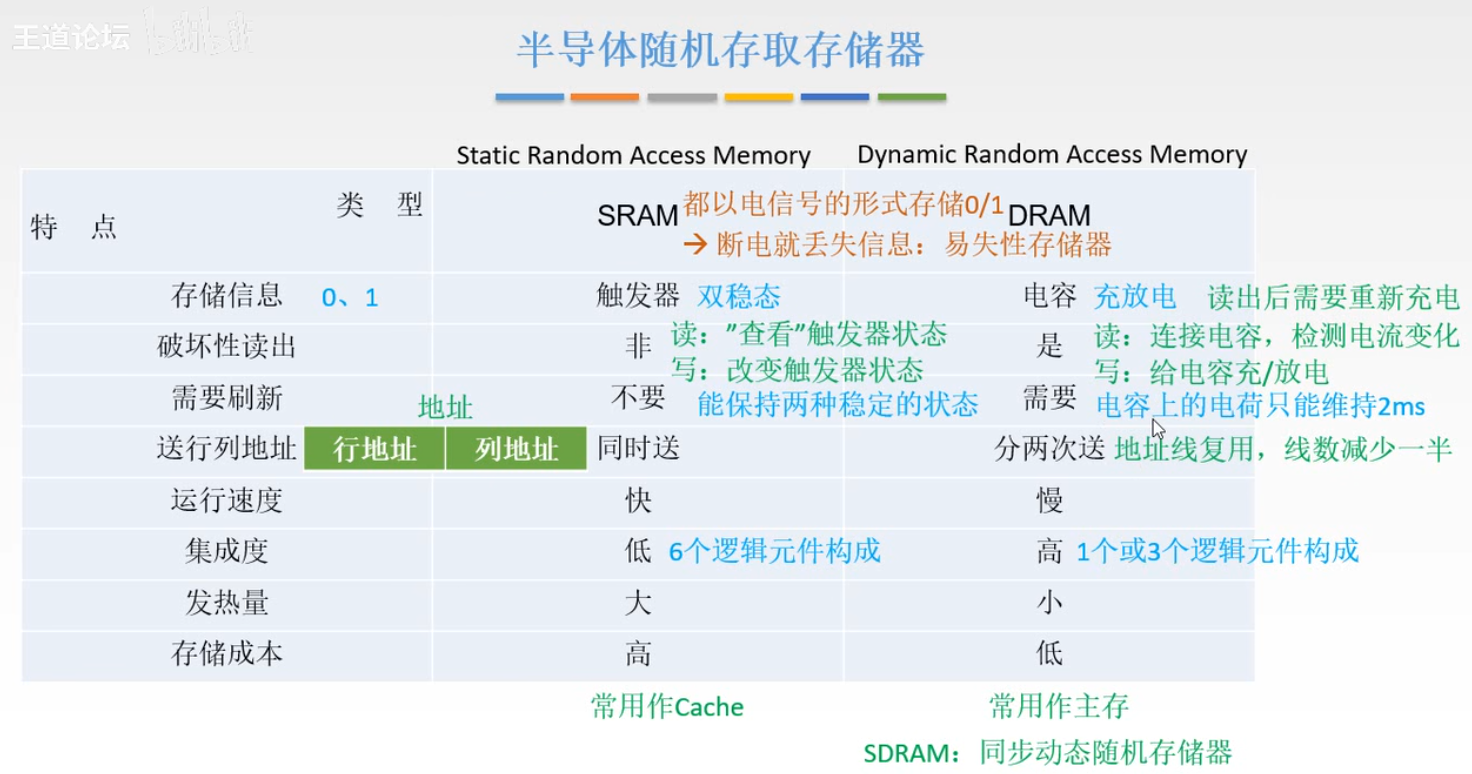 王道论坛 bilibili
半导体随机存取存储器
Static Random Access Memory Dynamic Random Access Memory
类 型
特 点
SRAM 都以电信号的形式存储0/1 DRAM
→ 断电就丢失信息：易失性存储器
存储信息 0、1 触发器 双稳态 电容 充放电 读出后需要重新充电
破坏性读出 非 读：”查看”触发器状态 是 读：连接电容，检测电流变化
写：改变触发器状态 写：给电容充/放电
需要刷新 不要 能保持两种稳定的状态 需要 电容上的电荷只能维持2ms
地址
送行列地址 行地址 列地址 同时送 分两次送 地址线复用，线数减少一半
运行速度 快 慢
集成度 低 6个逻辑元件构成 高 1个或3个逻辑元件构成
发热量 大 小
存储成本 高 低
常用作Cache 常用作主存
SDRAM：同步动态随机存储器